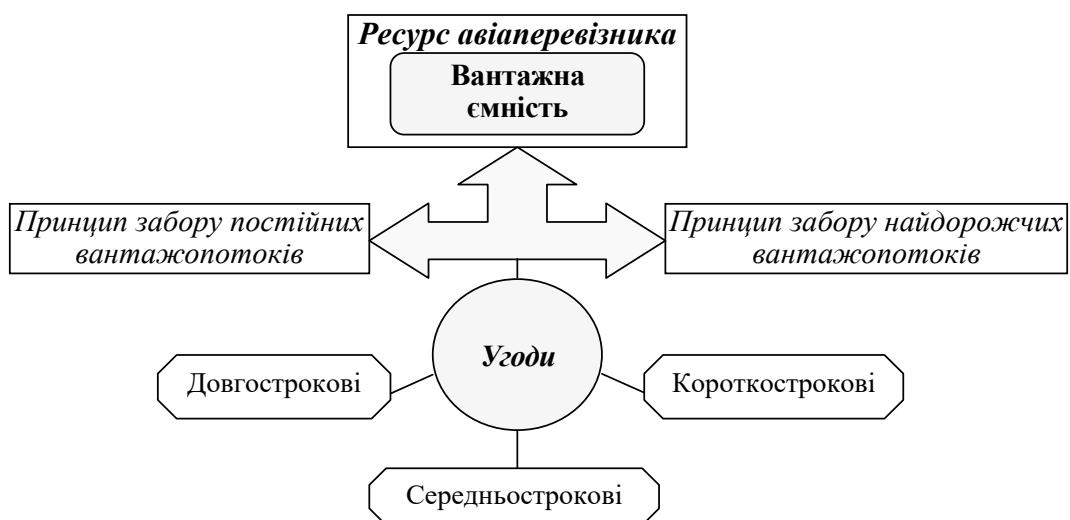 Ресурс авіаперевізника
Вантажна
ємність
Принцип забору постійних
вантажопотоків
Принцип забору найдорожчих
вантажопотоків
Угоди
Довгострокові
Короткострокові
Середньострокові